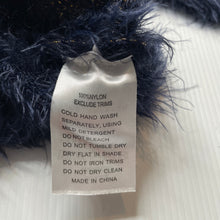 100%NYLON
EXCLUDE TRIMS
COLD HAND WASH
SEPARATELY, USING
MILD DETERGENT
DO NOT BLEACH
DO NOT TUMBLE DRY
DRY FLAT IN SHADE
DO NOT IRON TRIMS
DO NOT DRY CLEAN
MADE IN CHINA